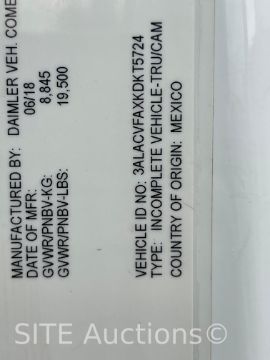 MANUFACTURED BY: DAIMLER VEH. COME
DATE OF MFR: 06/18
GVWR/PNBV-KG: 8,845
GVWR/PNBV-LBS: 19,500
VEHICLE ID NO: 3ALACVFAXKDKT5724
TYPE: INCOMPLETE VEHICLE-TRU/CAM
COUNTRY OF ORIGIN: MEXICO
SITE Auctions©